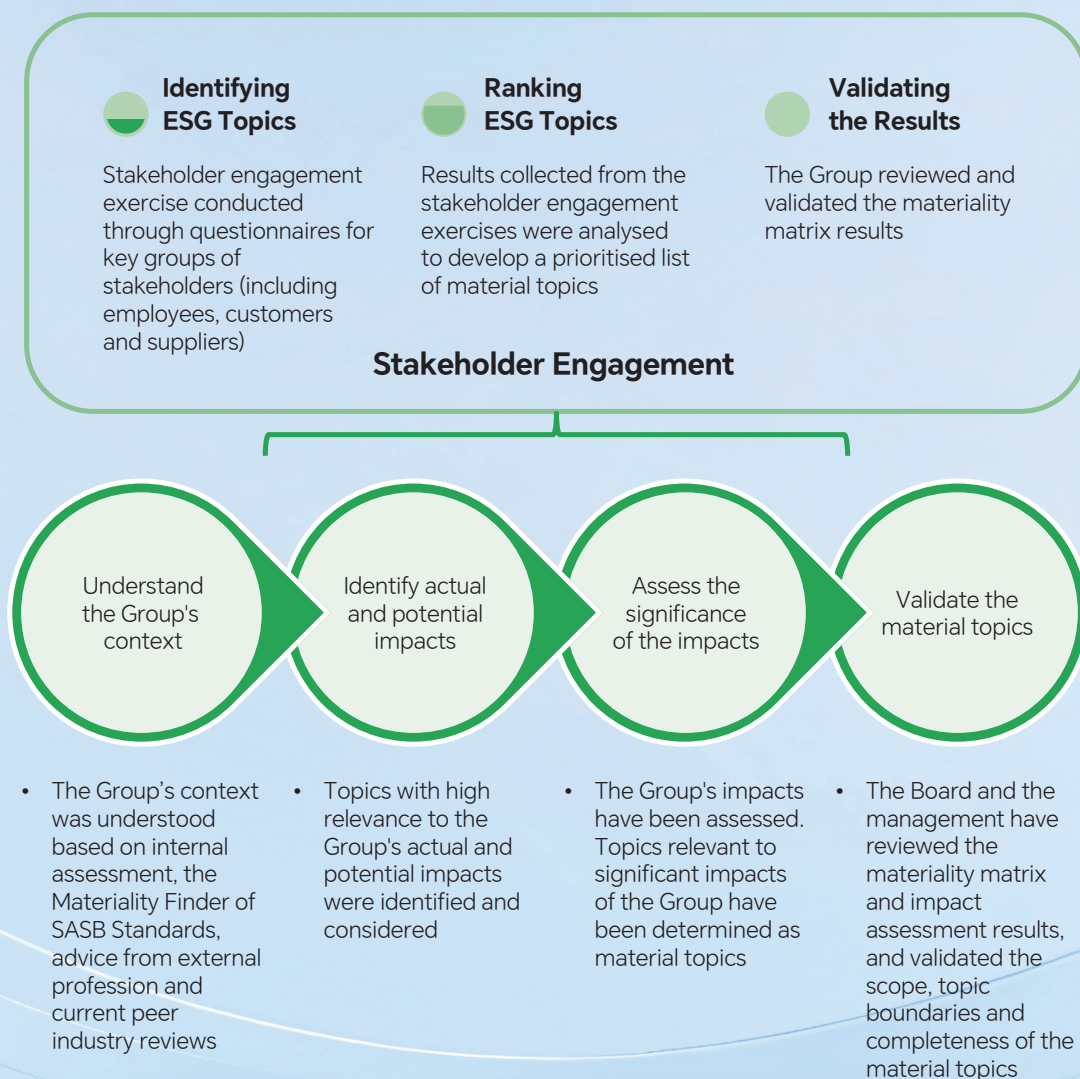 Identifying
ESG Topics
Stakeholder engagement
exercise conducted
through questionnaires for
key groups of
stakeholders (including
employees, customers
and suppliers)
Ranking
ESG Topics
Results collected from the
stakeholder engagement
exercises were analysed
to develop a prioritised list
of material topics
Validating
the Results
The Group reviewed and
validated the materiality
matrix results
Stakeholder Engagement
Understand
the Group's
context
Identify actual
and potential
impacts
Assess the
significance
of the impacts
Validate the
material topics
• The Group’s context
was understood
based on internal
assessment, the
Materiality Finder of
SASB Standards,
advice from external
profession and
current peer
industry reviews
• Topics with high
relevance to the
Group's actual and
potential impacts
were identified and
considered
• The Group's impacts
have been assessed.
Topics relevant to
significant impacts
of the Group have
been determined as
material topics
• The Board and the
management have
reviewed the
materiality matrix
and impact
assessment results,
and validated the
scope, topic
boundaries and
completeness of the
material topics